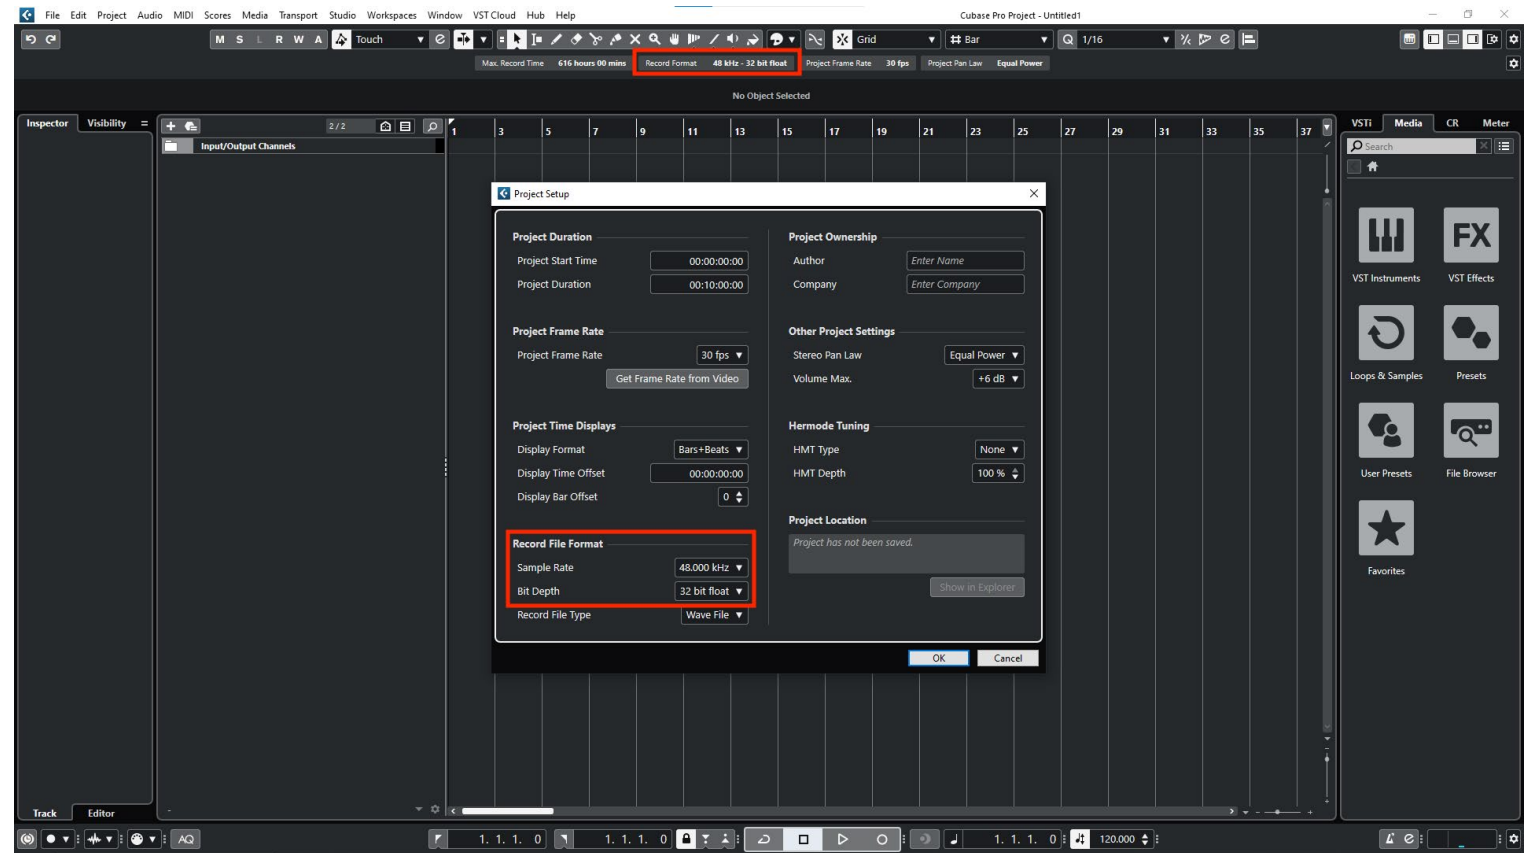 File Edit Project Audio MIDI Scores Media Transport Studio Workspaces Window VST Cloud Hub Help
Cubase Pro Project - Untitled1
M S L R W A Touch Grid Bar Q 1/16
Max. Record Time 616 hours 00 mins Record Format 48 kHz - 32 bit float Project Frame Rate 30 fps Project Pan Law Equal Power
No Object Selected
Inspector Visibility
2 / 2
1 3 5 7 9 11 13 15 17 19 21 23 25 27 29 31 33 35 37
VSTi Media CR Meter
Input/Output Channels
Search
Project Setup
Project Duration
Project Start Time 00:00:00:00
Project Duration 00:10:00:00
Project Frame Rate
Project Frame Rate 30 fps
Get Frame Rate from Video
Project Time Displays
Display Format Bars+Beats
Display Time Offset 00:00:00:00
Display Bar Offset 0
Record File Format
Sample Rate 48.000 kHz
Bit Depth 32 bit float
Record File Type Wave File
Project Ownership
Author Enter Name
Company Enter Company
Other Project Settings
Stereo Pan Law Equal Power
Volume Max. +6 dB
Hermode Tuning
HMT Type None
HMT Depth 100 %
Project Location
Project has not been saved.
Show in Explorer
OK Cancel
FX
VST Instruments VST Effects
Loops & Samples Presets
User Presets File Browser
Favorites
Track Editor
AQ
1. 1. 1. 0 1. 1. 1. 0 1. 1. 1. 0 120.000